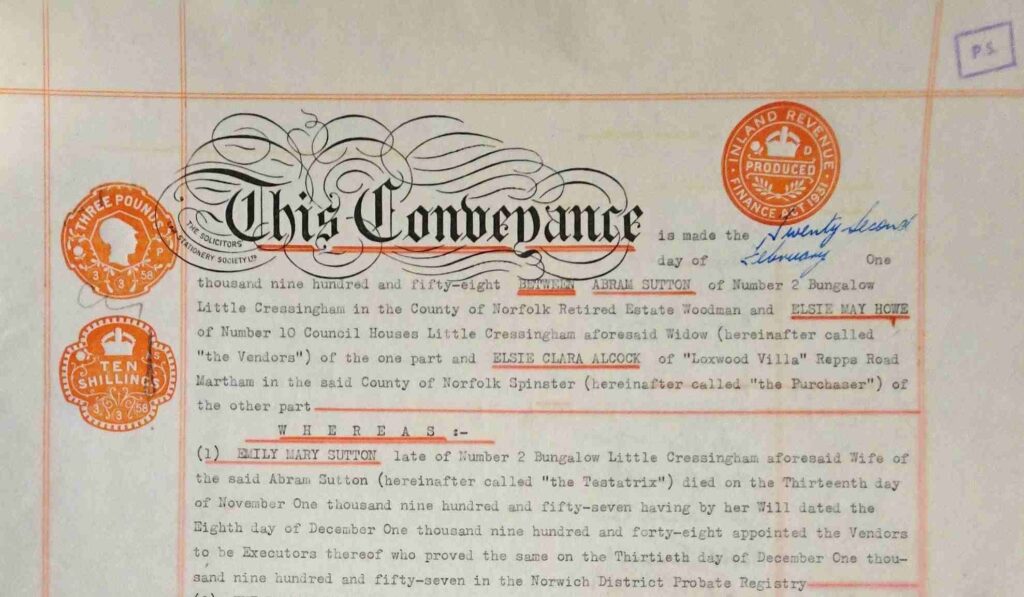 P.S.
INLAND REVENUE
PRODUCED
FINANCE ACT 1931
THREE POUNDS
3 3 58
THE SOLICITORS
STATIONERY SOCIETY LTD
This Conveyance is made the Twenty Second
day of February One
thousand nine hundred and fifty-eight BETWEEN ABRAM SUTTON of Number 2 Bungalow
Little Cressingham in the County of Norfolk Retired Estate Woodman and ELSIE MAY HOWE
of Number 10 Council Houses Little Cressingham aforesaid Widow (hereinafter called
"the Vendors") of the one part and ELSIE CLARA ALCOCK of "Loxwood Villa" Repps Road
Martham in the said County of Norfolk Spinster (hereinafter called "the Purchaser") of
the other part
TEN
SHILLINGS
3 3 58
W H E R E A S :-
(1) EMILY MARY SUTTON late of Number 2 Bungalow Little Cressingham aforesaid Wife of
the said Abram Sutton (hereinafter called "the Testatrix") died on the Thirteenth day
of November One thousand nine hundred and fifty-seven having by her Will dated the
Eighth day of December One thousand nine hundred and forty-eight appointed the Vendors
to be Executors thereof who proved the same on the Thirtieth day of December One thou-
sand nine hundred and fifty-seven in the Norwich District Probate Registry